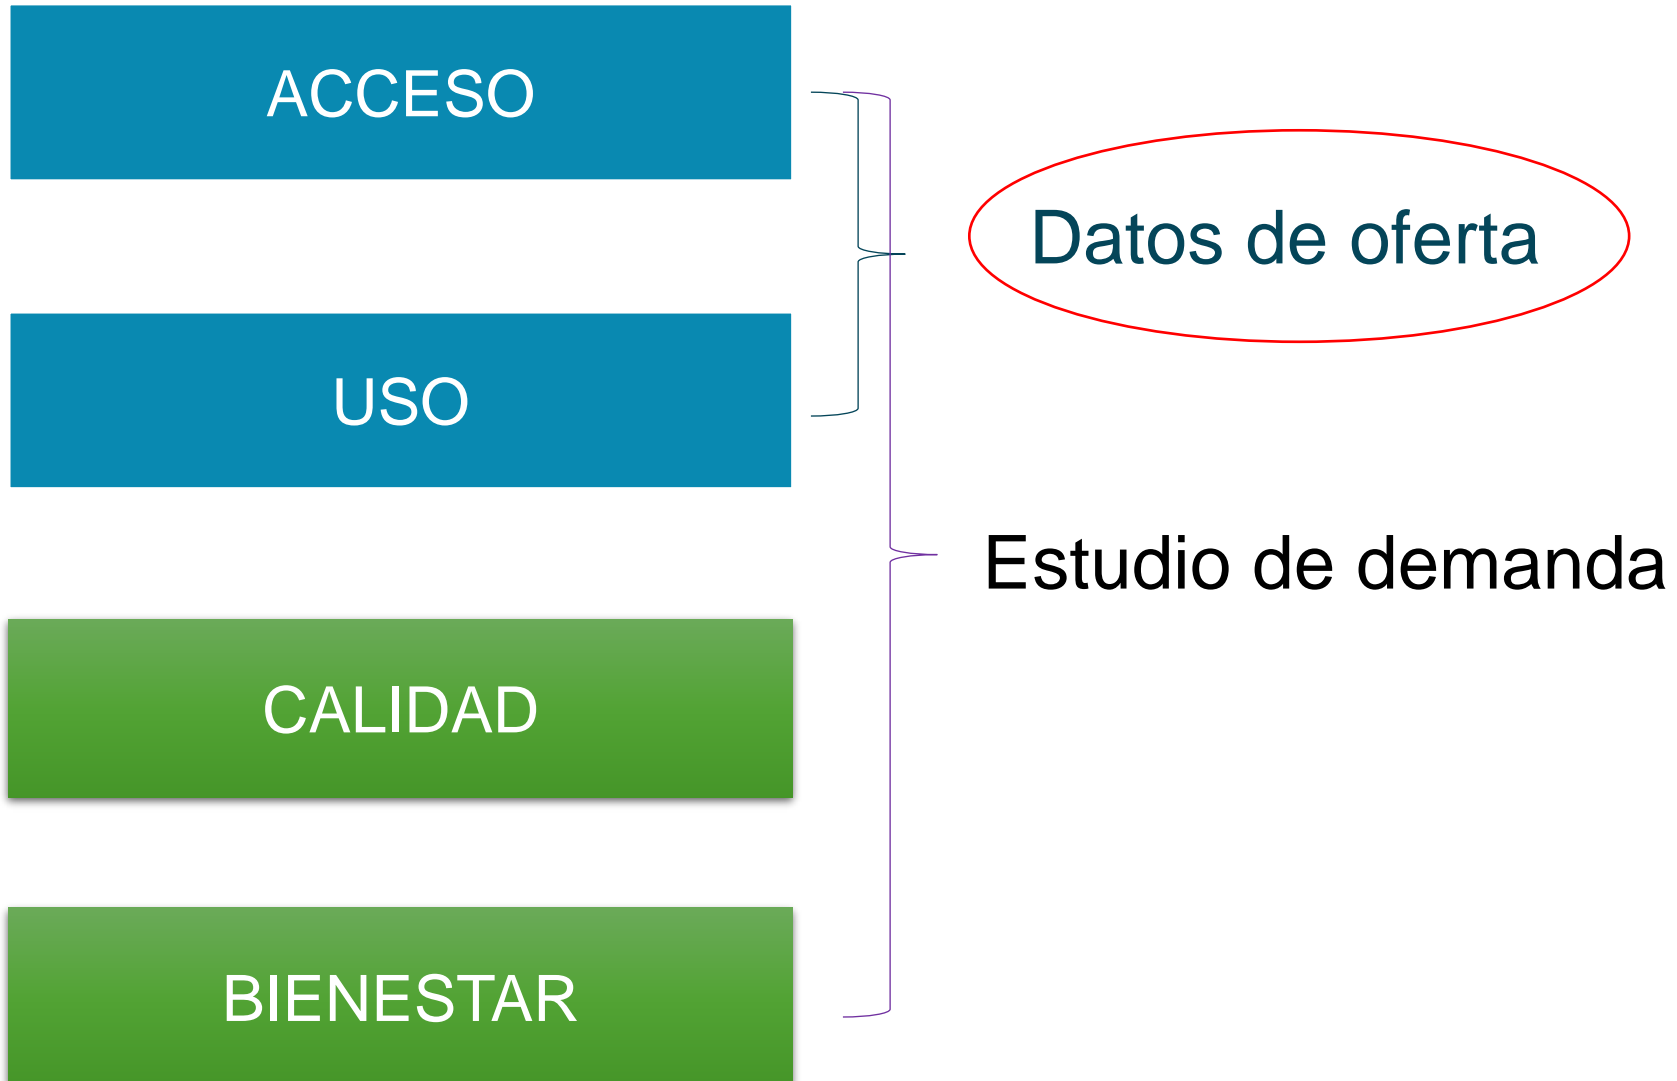 ACCESO
USO
CALIDAD
BIENESTAR
Datos de oferta
Estudio de demanda